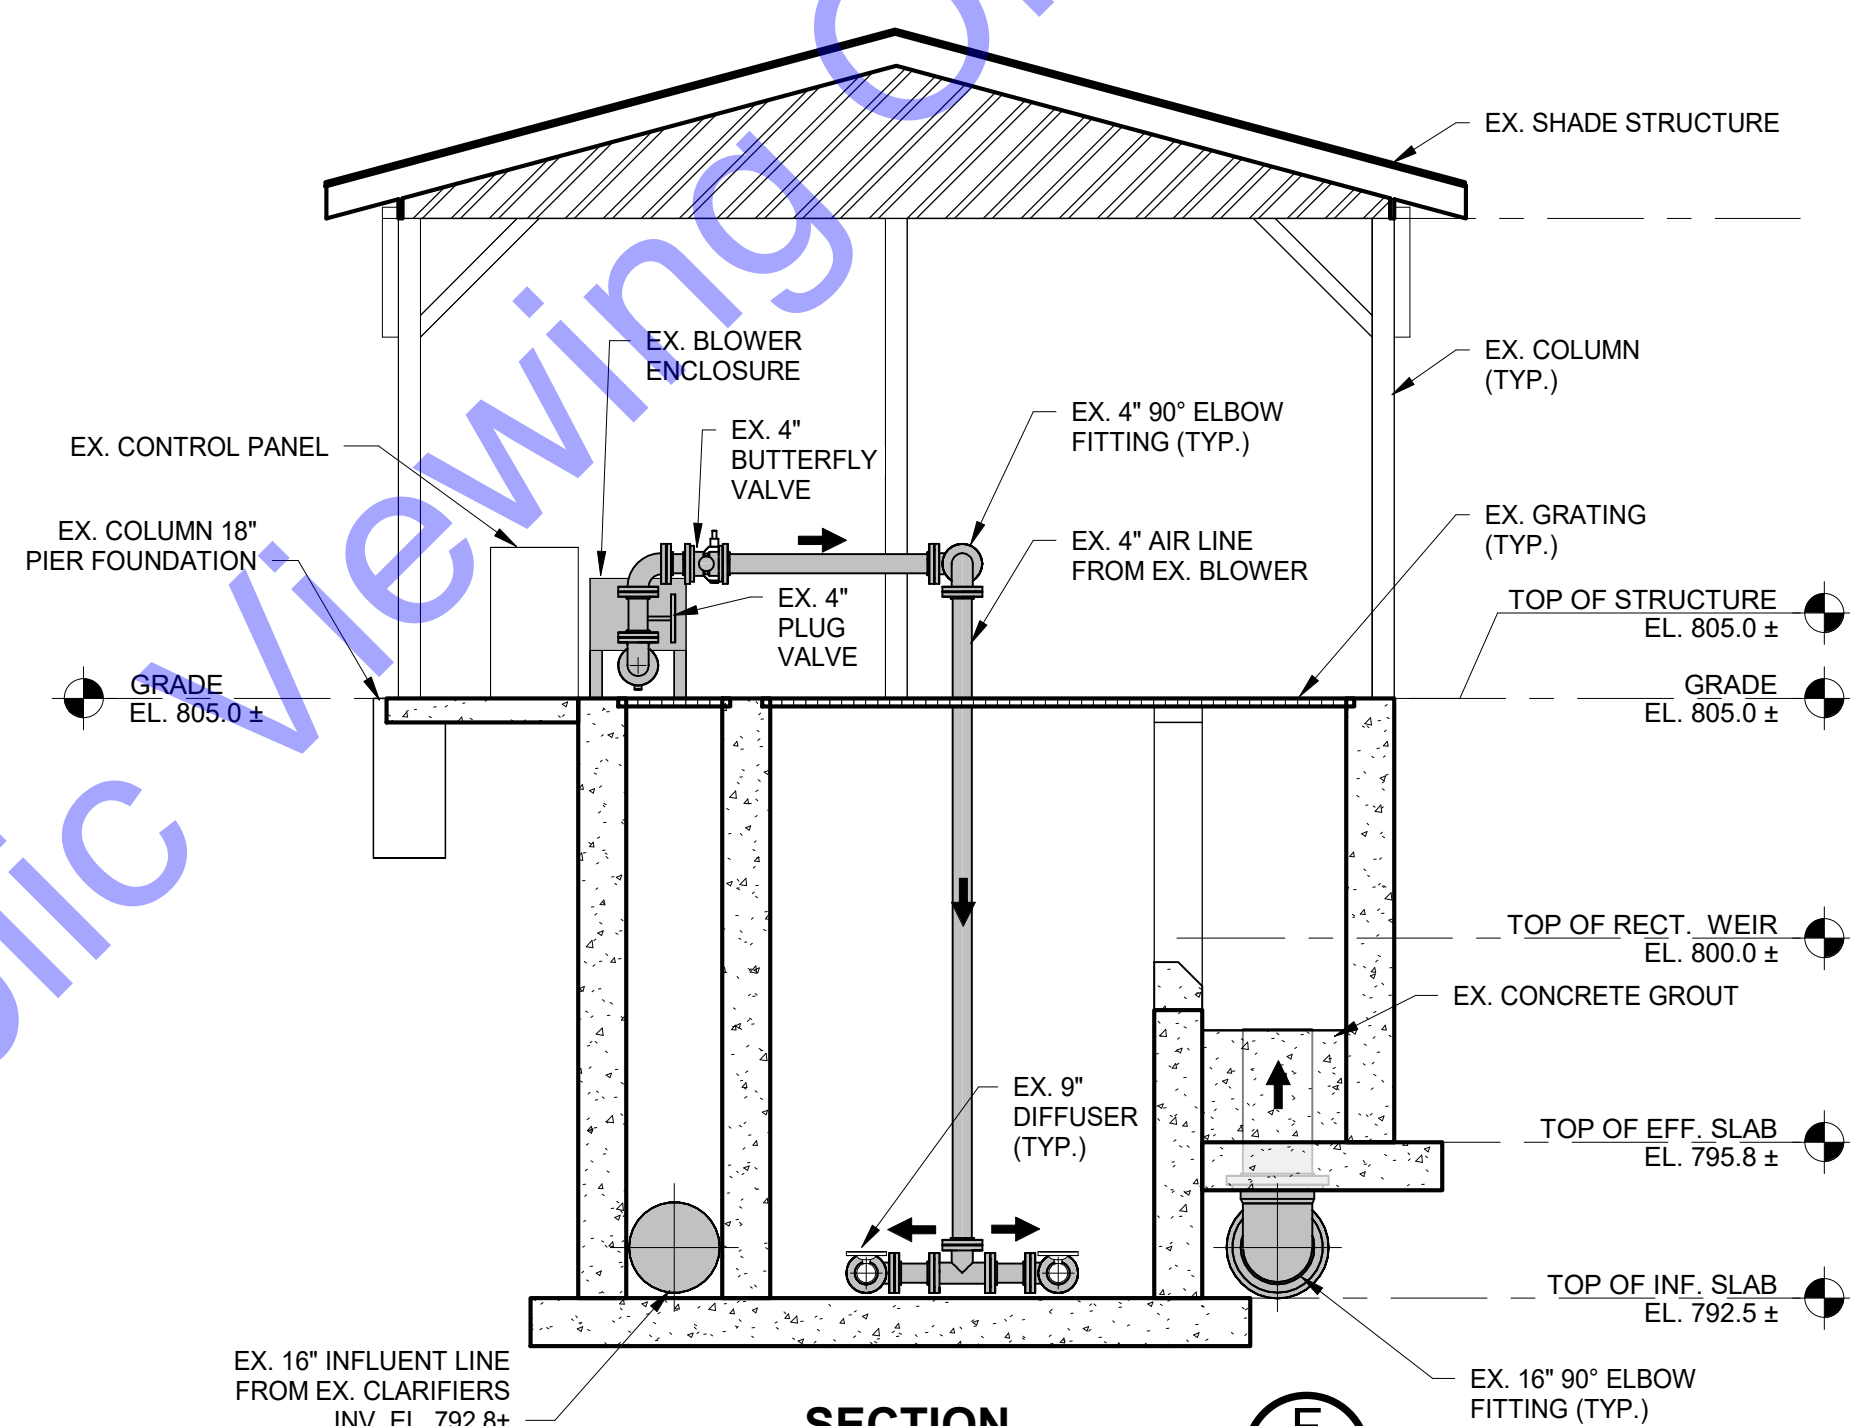 EX. SHADE STRUCTURE
EX. BLOWER
ENCLOSURE
EX. COLUMN
(TYP.)
EX. 4" 90° ELBOW
FITTING (TYP.)
EX. CONTROL PANEL
EX. 4"
BUTTERFLY
VALVE
EX. COLUMN 18"
PIER FOUNDATION
EX. GRATING
(TYP.)
EX. 4" AIR LINE
FROM EX. BLOWER
EX. 4"
PLUG
VALVE
TOP OF STRUCTURE
EL. 805.0 ±
GRADE
EL. 805.0 ±
GRADE
EL. 805.0 ±
TOP OF RECT. WEIR
EL. 800.0 ±
EX. CONCRETE GROUT
EX. 9"
DIFFUSER
(TYP.)
TOP OF EFF. SLAB
EL. 795.8 ±
TOP OF INF. SLAB
EL. 792.5 ±
EX. 16" INFLUENT LINE
FROM EX. CLARIFIERS
INV. EL. 792.8±
EX. 16" 90° ELBOW
FITTING (TYP.)
SECTION
Viewing